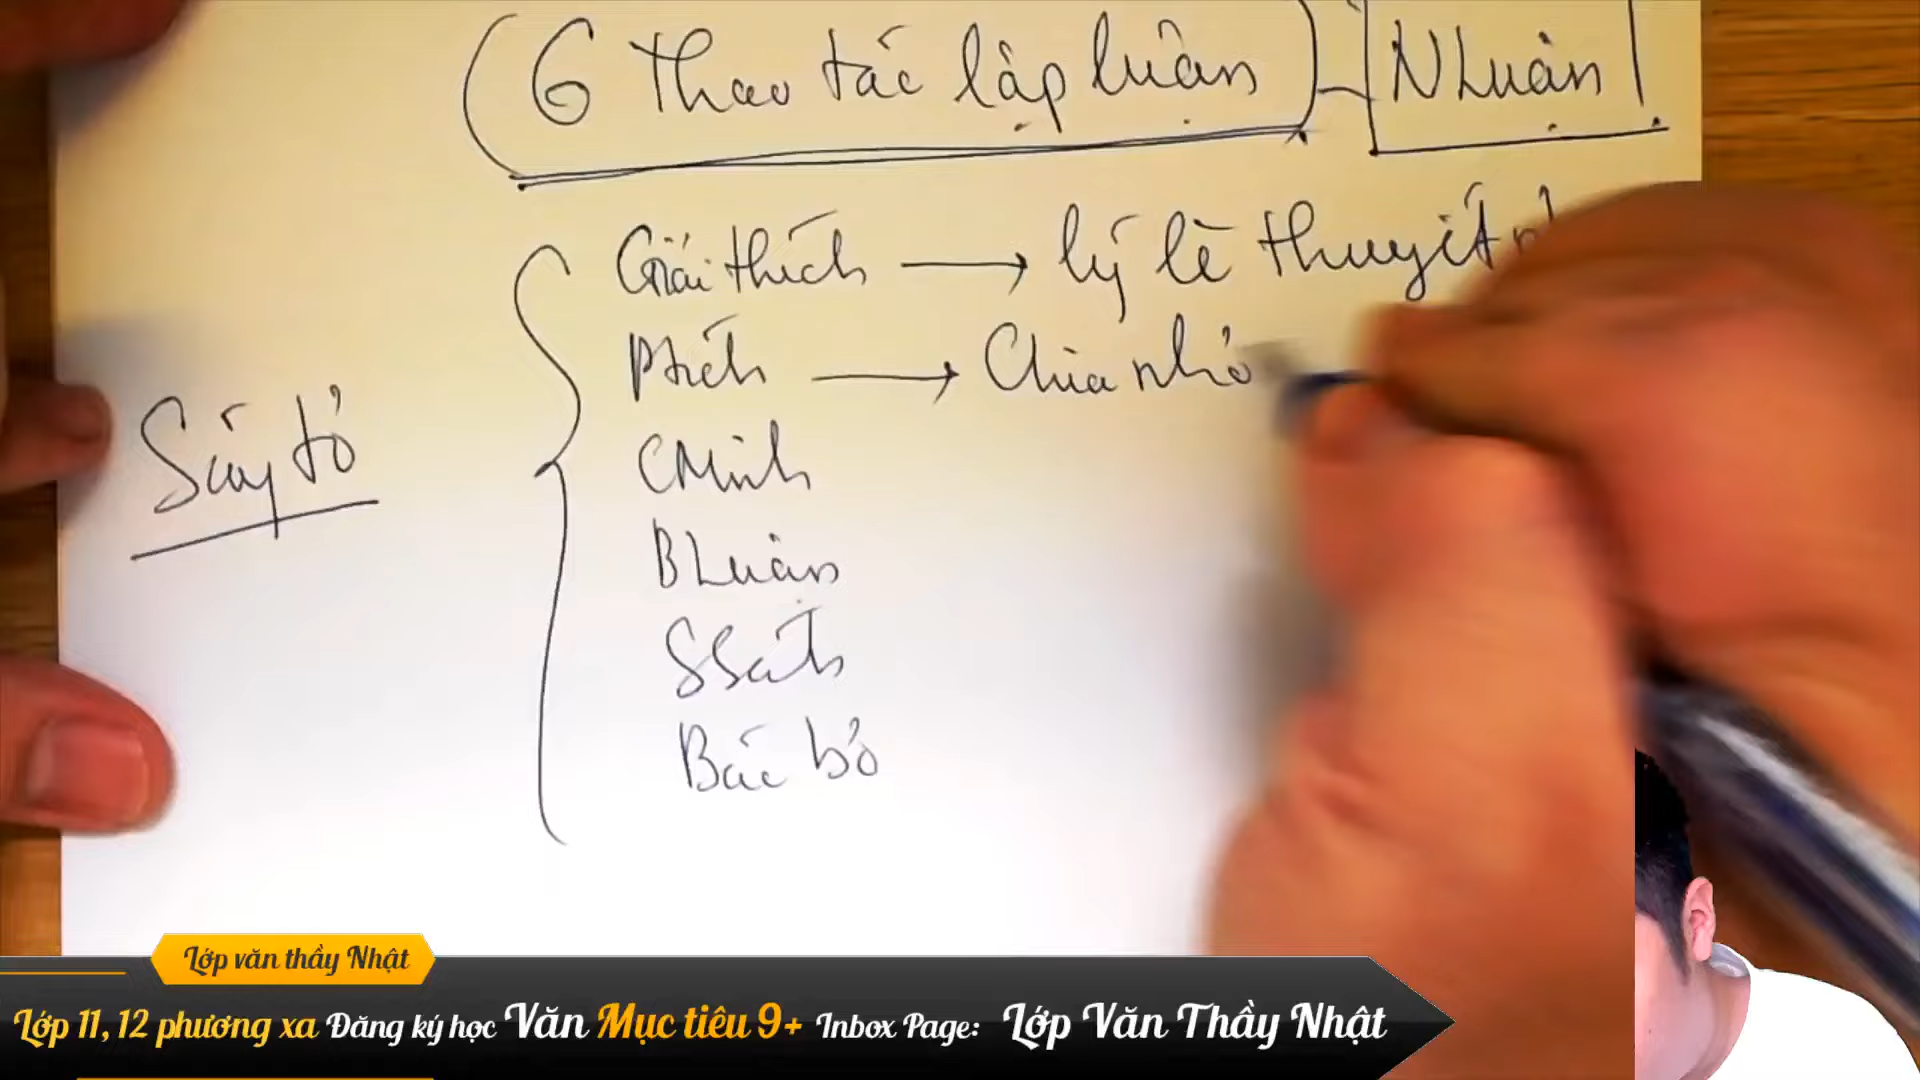 6 Thao tác lập luận NLuận
Giải thích → lý lẽ thuyết
Ptích → Chia nhỏ
CMinh
Suy từ
BLuận
SSánh
Bác bỏ
Lớp văn thầy Nhật
Lớp 11, 12 phương xa Đăng ký học Văn Mục tiêu 9+ Inbox Page: Lớp Văn Thầy Nhật